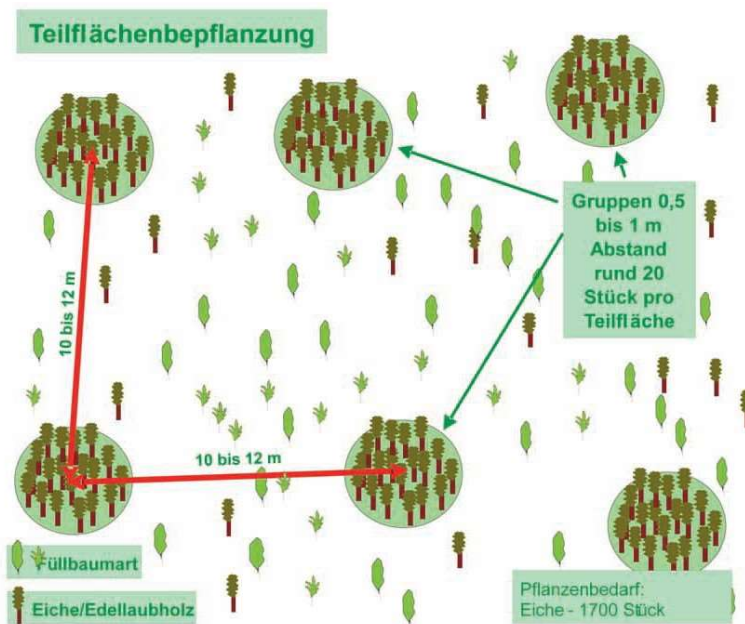 Teilflächenbepflanzung
Gruppen 0,5
bis 1 m
Abstand
rund 20
Stück pro
Teilfläche
10 bis 12 m
10 bis 12 m
Füllbaumart
Eiche/Edellaubholz
Pflanzenbedarf:
Eiche - 1700 Stück